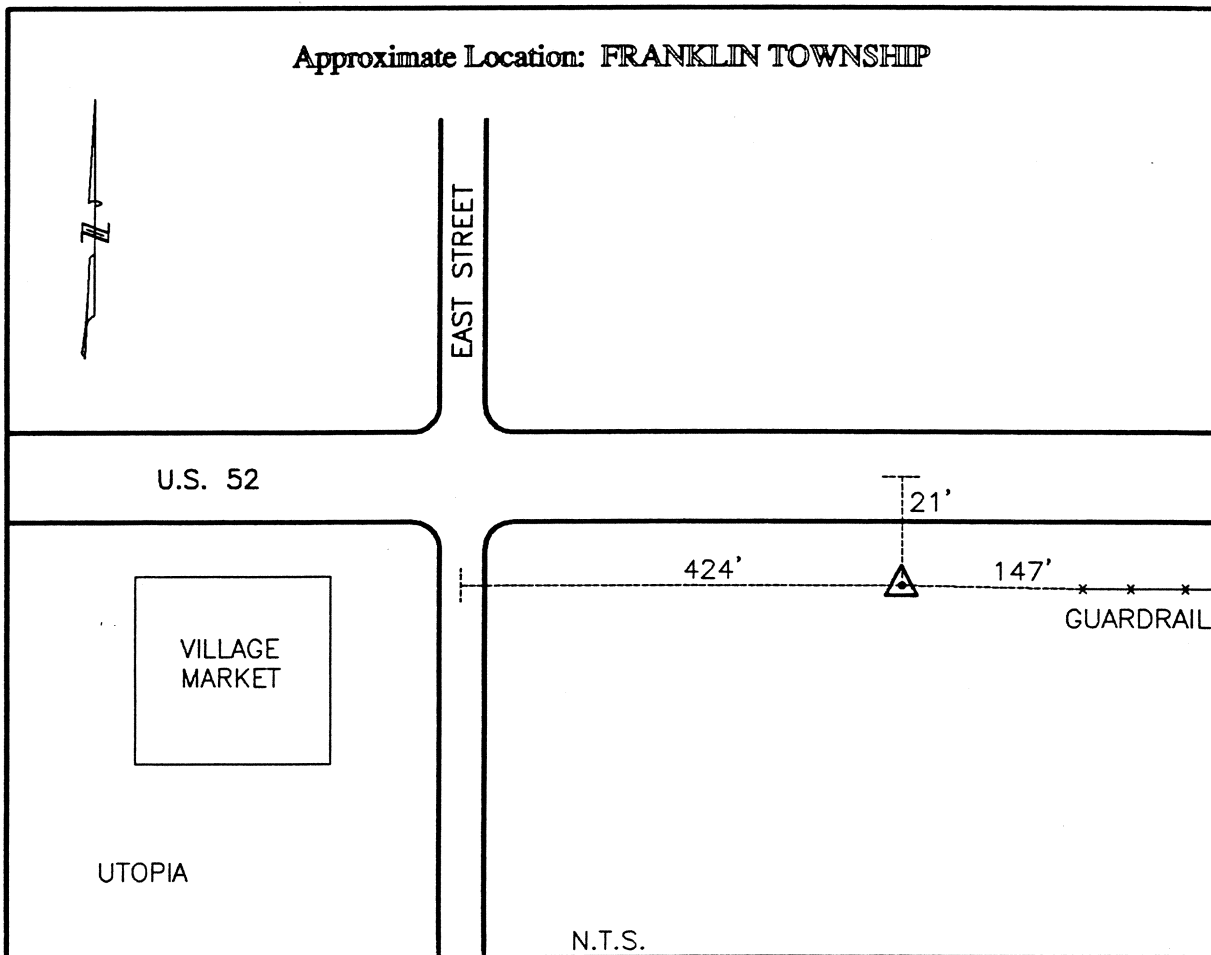 Approximate Location: FRANKLIN TOWNSHIP
N
EAST STREET
U.S. 52
21'
424'
147'
GUARDRAIL
VILLAGE
MARKET
UTOPIA
N.T.S.